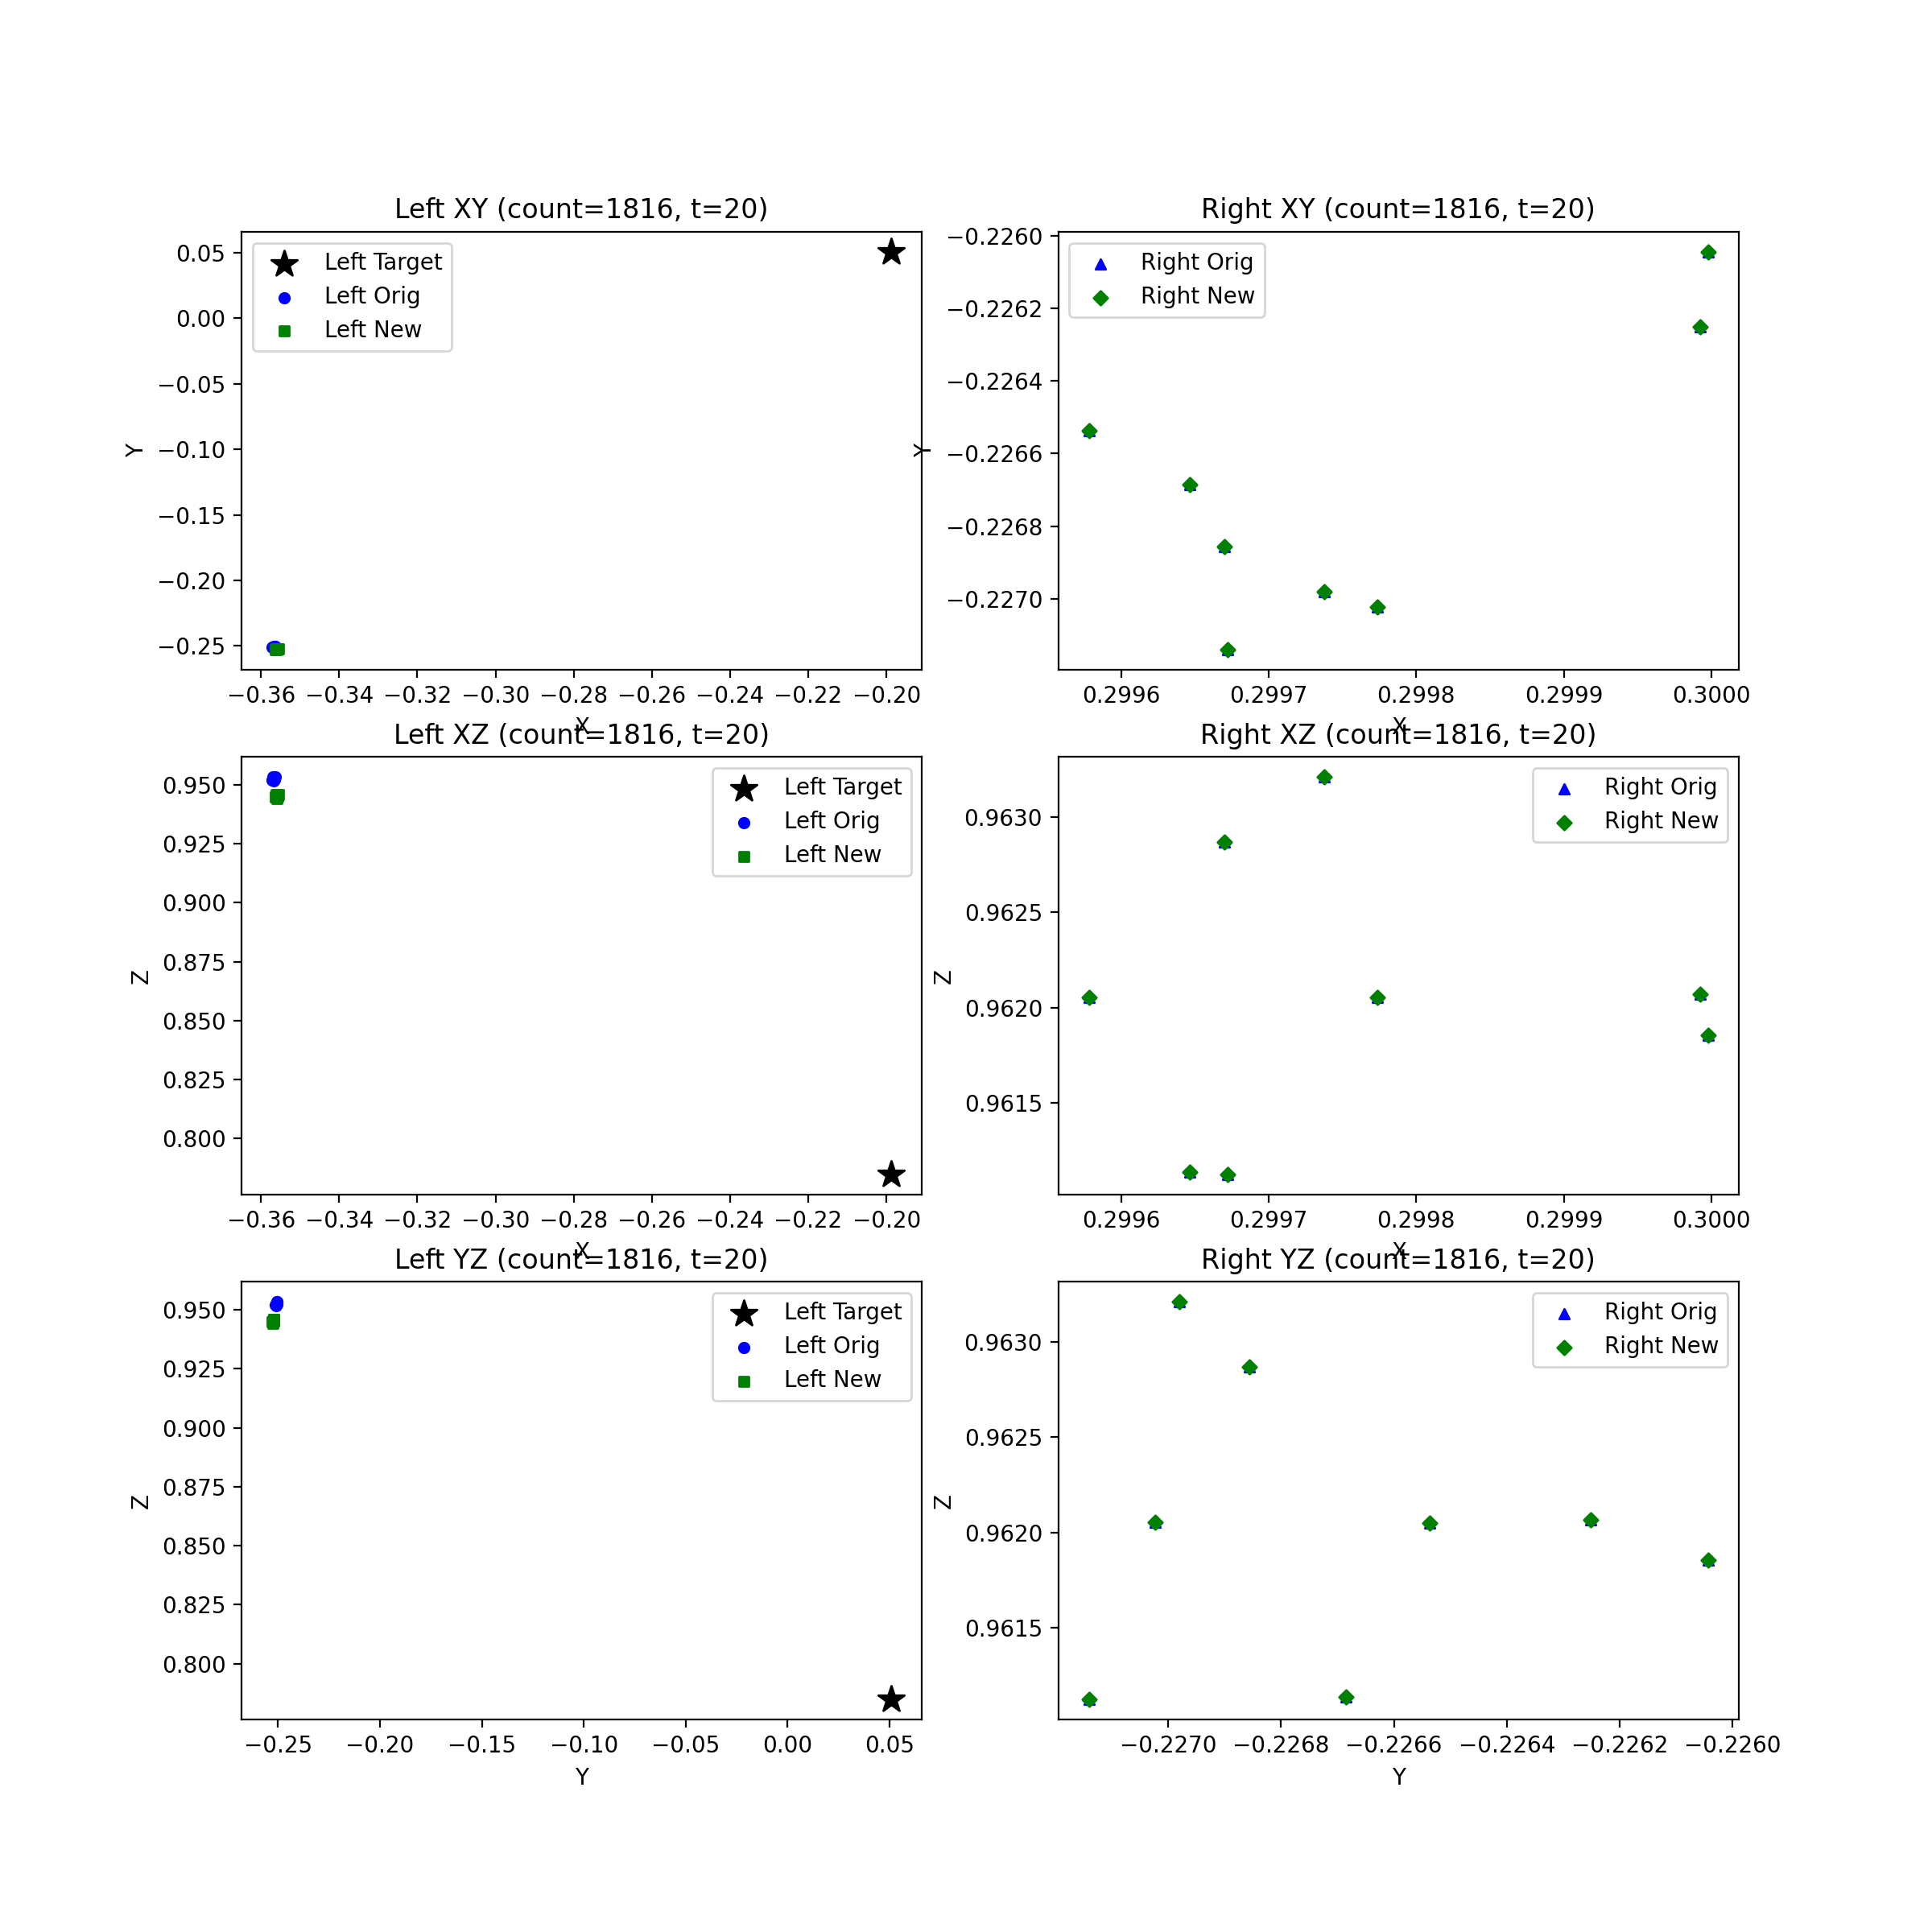 Left XY (count=1816, t=20)
Left Target
Left Orig
Left New
0.05
0.00
−0.05
−0.10
−0.15
−0.20
−0.25
Y
−0.36 −0.34 −0.32 −0.30 −0.28 −0.26 −0.24 −0.22 −0.20
X
Right XY (count=1816, t=20)
Right Orig
Right New
−0.2260
−0.2262
−0.2264
−0.2266
−0.2268
−0.2270
Y
0.2996 0.2997 0.2998 0.2999 0.3000
X
Left XZ (count=1816, t=20)
Left Target
Left Orig
Left New
0.950
0.925
0.900
0.875
0.850
0.825
0.800
Z
−0.36 −0.34 −0.32 −0.30 −0.28 −0.26 −0.24 −0.22 −0.20
X
Right XZ (count=1816, t=20)
Right Orig
Right New
0.9630
0.9625
0.9620
0.9615
Z
0.2996 0.2997 0.2998 0.2999 0.3000
X
Left YZ (count=1816, t=20)
Left Target
Left Orig
Left New
0.950
0.925
0.900
0.875
0.850
0.825
0.800
Z
−0.25 −0.20 −0.15 −0.10 −0.05 0.00 0.05
Y
Right YZ (count=1816, t=20)
Right Orig
Right New
0.9630
0.9625
0.9620
0.9615
Z
−0.2270 −0.2268 −0.2266 −0.2264 −0.2262 −0.2260
Y